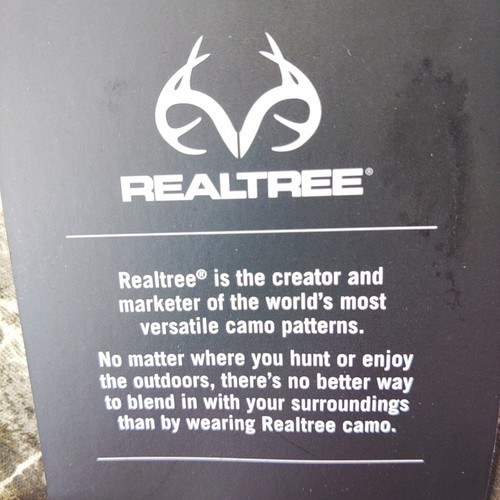 REALTREE®
Realtree® is the creator and
marketer of the world's most
versatile camo patterns.
No matter where you hunt or enjoy
the outdoors, there's no better way
to blend in with your surroundings
than by wearing Realtree camo.